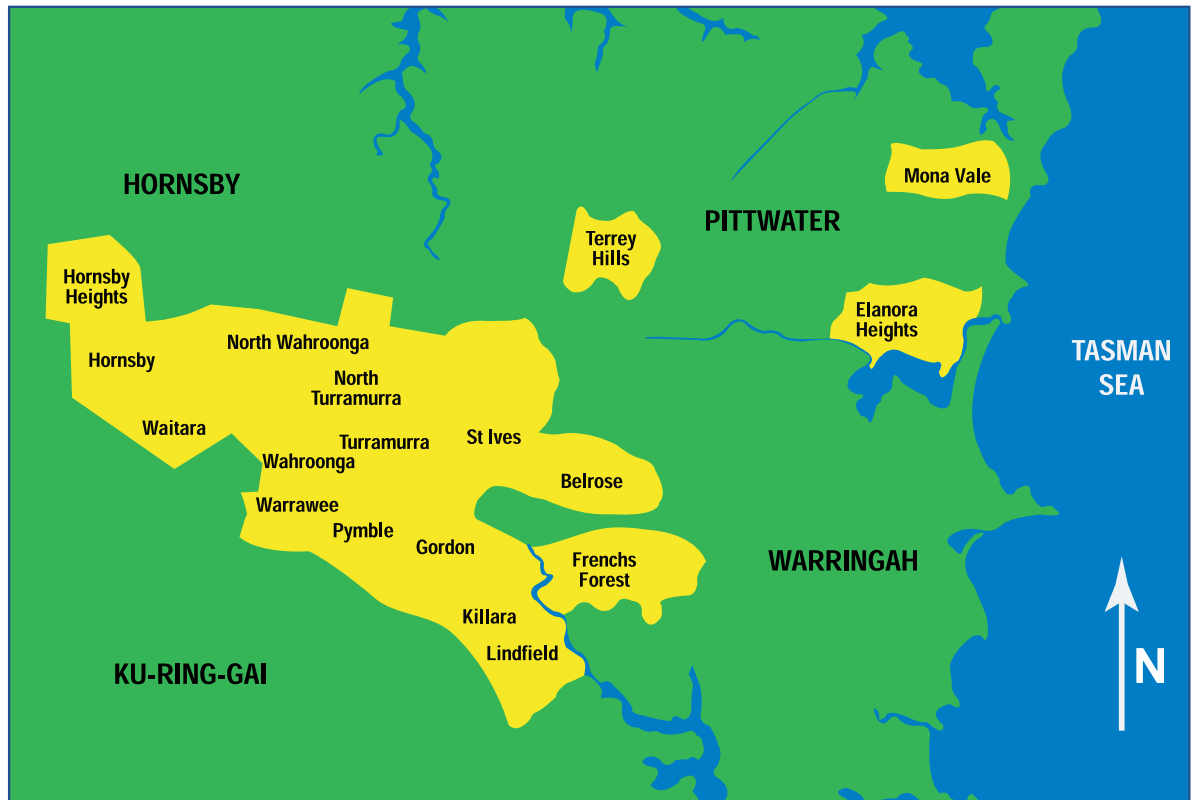 HORNSBY
Mona Vale
PITTWATER
Terrey
Hills
Hornsby
Heights
Elanora
Heights
North Wahroonga
Hornsby
TASMAN
SEA
North
Turramurra
Waitara
Turramurra
St Ives
Wahroonga
Belrose
Warrawee
Pymble
Gordon
Frenchs
Forest
WARRINGAH
Killara
Lindfield
KU-RING-GAI
N